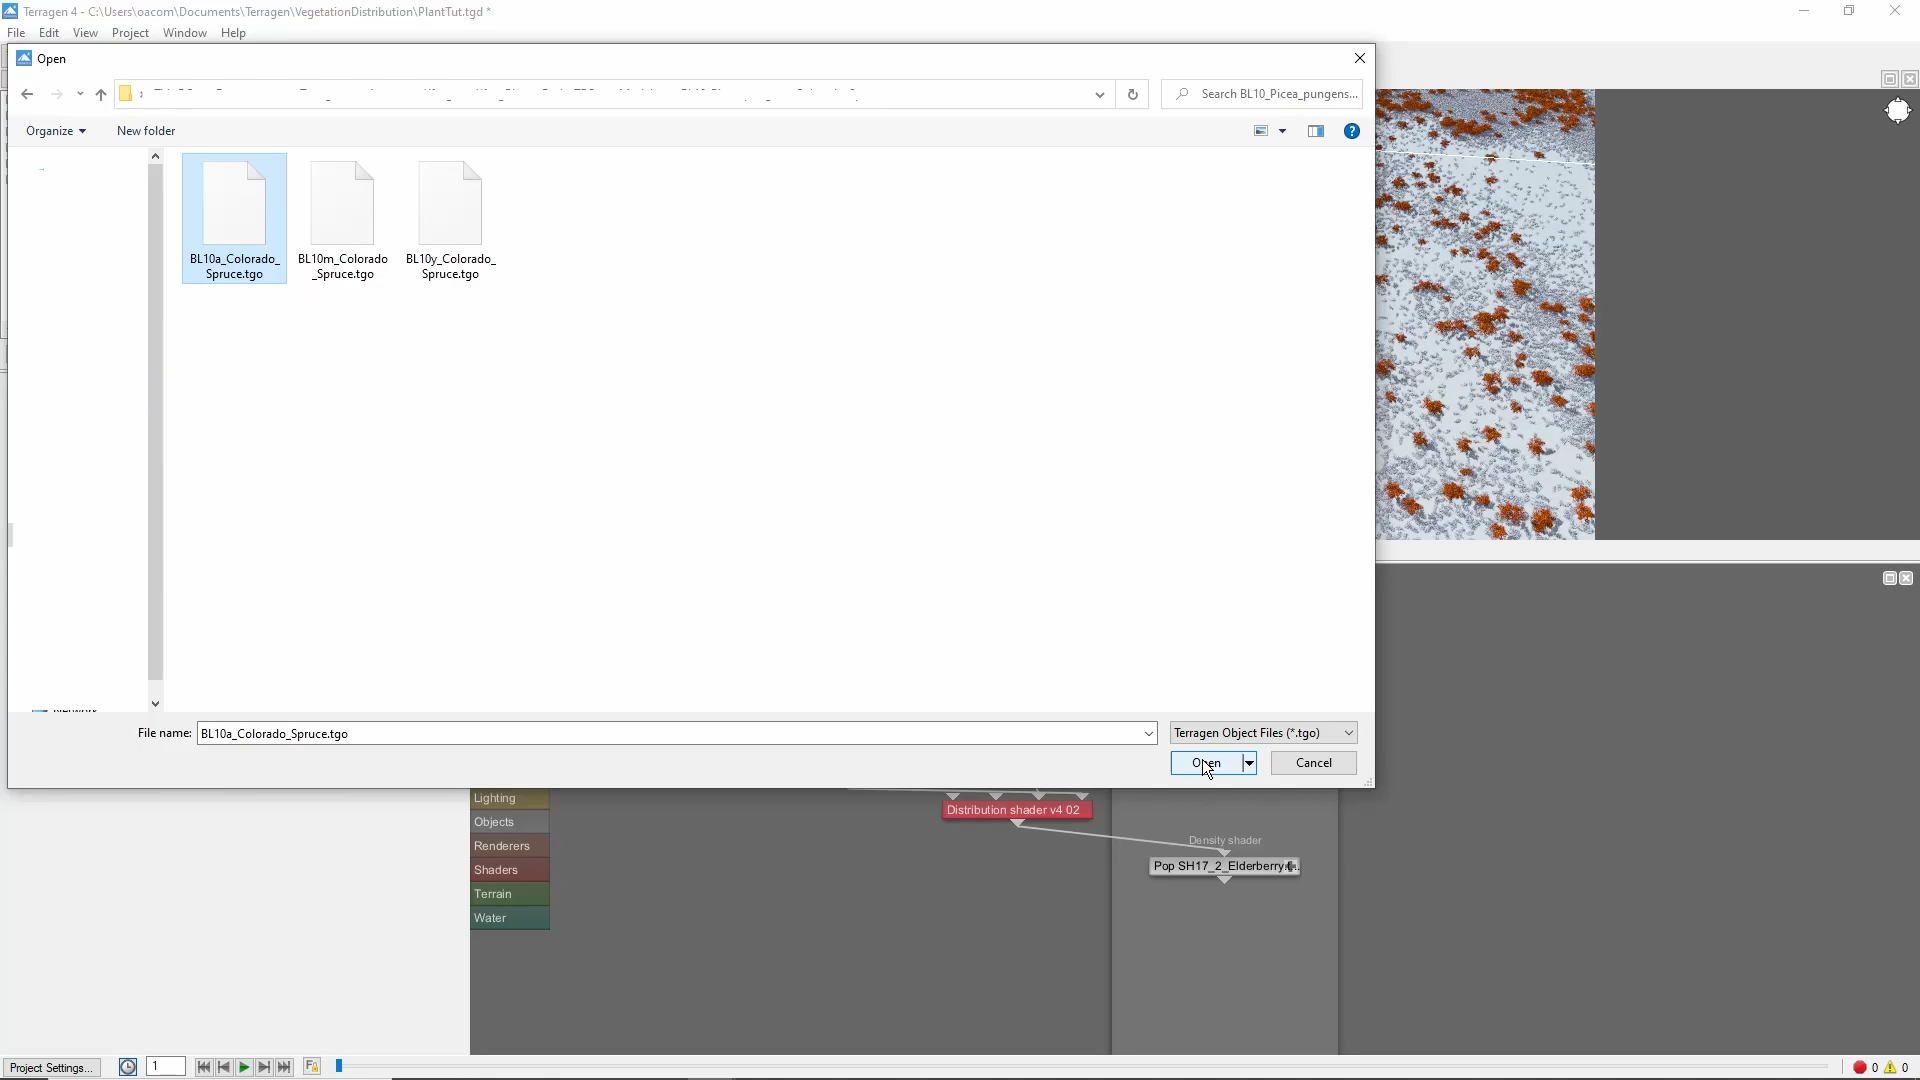 Terragen 4 - C:\Users\oacom\Documents\Terragen\VegetationDistribution\PlantTut.tgd *
File Edit View Project Window Help
Open
Search BL10_Picea_pungens...
Organize New folder
BL10a_Colorado_
Spruce.tgo
BL10m_Colorado
_Spruce.tgo
BL10y_Colorado_
Spruce.tgo
File name: BL10a_Colorado_Spruce.tgo
Terragen Object Files (*.tgo)
Open Cancel
Lighting
Objects
Renderers
Shaders
Terrain
Water
Distribution shader v4 02
Density shader
Pop SH17_2_Elderberry
Project Settings...
1
0 0